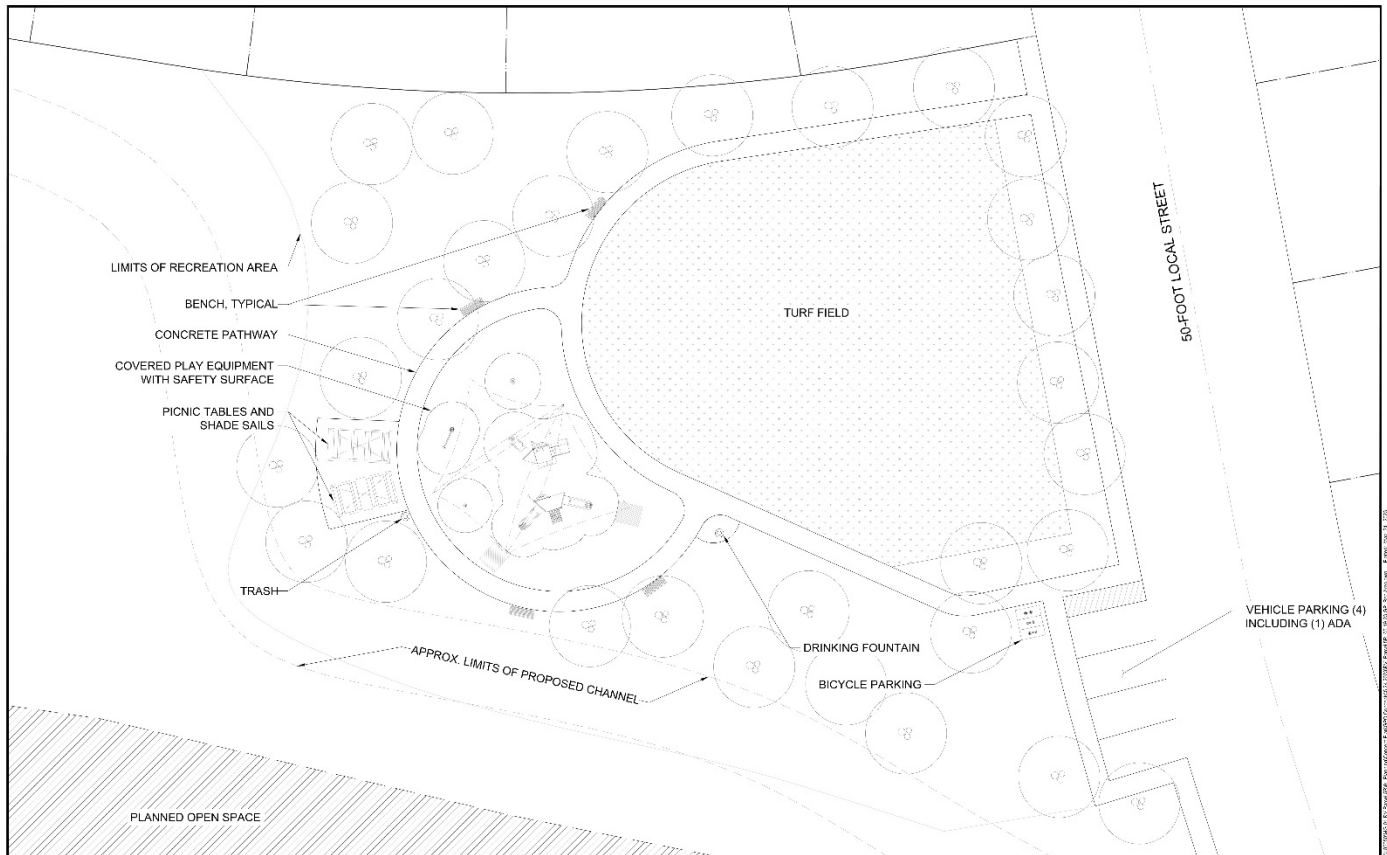 LIMITS OF RECREATION AREA
BENCH, TYPICAL
CONCRETE PATHWAY
COVERED PLAY EQUIPMENT
WITH SAFETY SURFACE
PICNIC TABLES AND
SHADE SAILS
TRASH
APPROX. LIMITS OF PROPOSED CHANNEL
PLANNED OPEN SPACE
TURF FIELD
50-FOOT LOCAL STREET
DRINKING FOUNTAIN
BICYCLE PARKING
VEHICLE PARKING (4)
INCLUDING (1) ADA